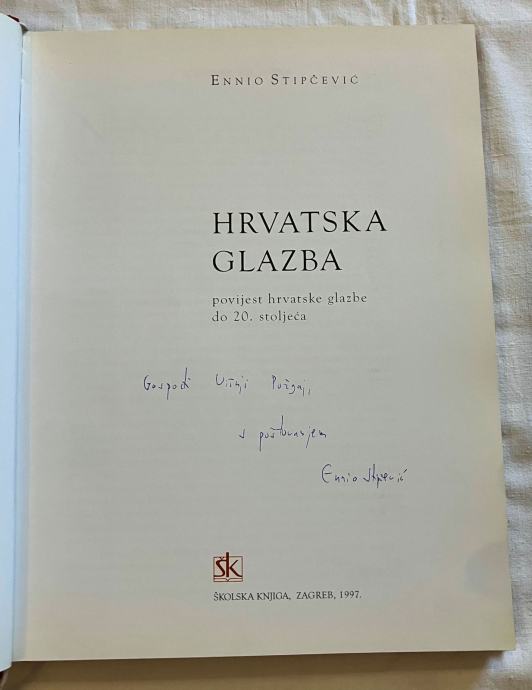 ENNIO STIPČEVIĆ
HRVATSKA
GLAZBA
povijest hrvatske glazbe
do 20. stoljeća
Gospođi Višnji Požgaj,
s poštovanjem
Ennio Stipčević
šk
ŠKOLSKA KNJIGA, ZAGREB, 1997.